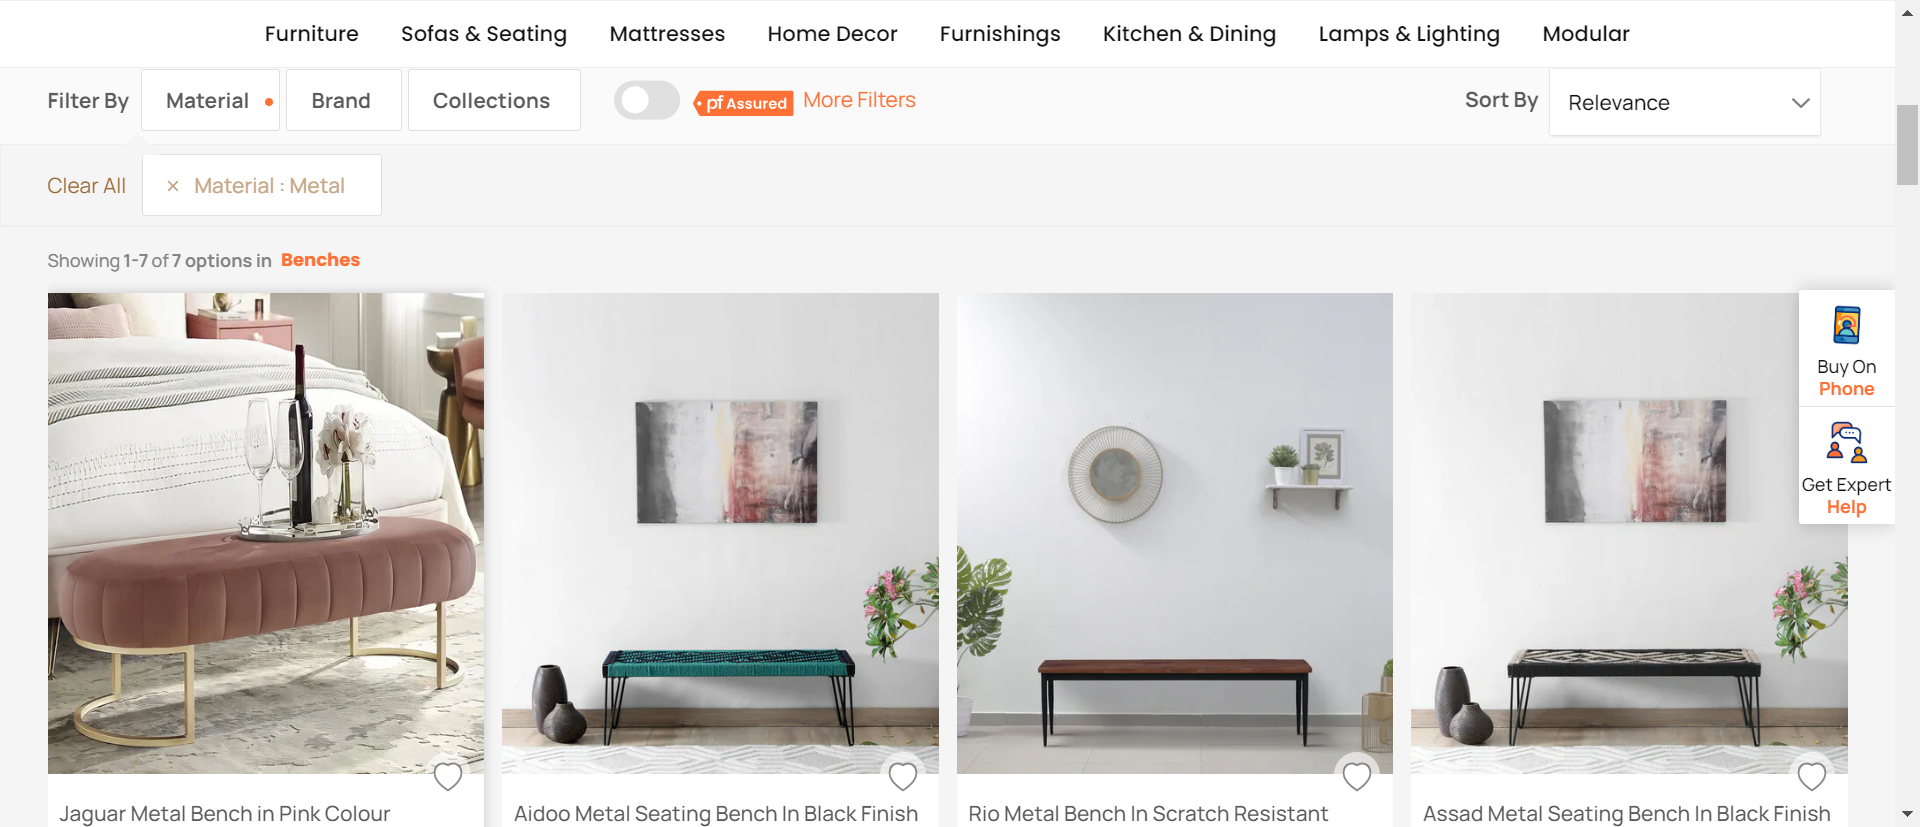 Furniture Sofas & Seating Mattresses Home Decor Furnishings Kitchen & Dining Lamps & Lighting Modular
Filter By Material Brand Collections pf Assured More Filters Sort By Relevance
Clear All × Material : Metal
Showing 1-7 of 7 options in Benches
Buy On
Phone
Get Expert
Help
Jaguar Metal Bench in Pink Colour Aidoo Metal Seating Bench In Black Finish Rio Metal Bench In Scratch Resistant Assad Metal Seating Bench In Black Finish